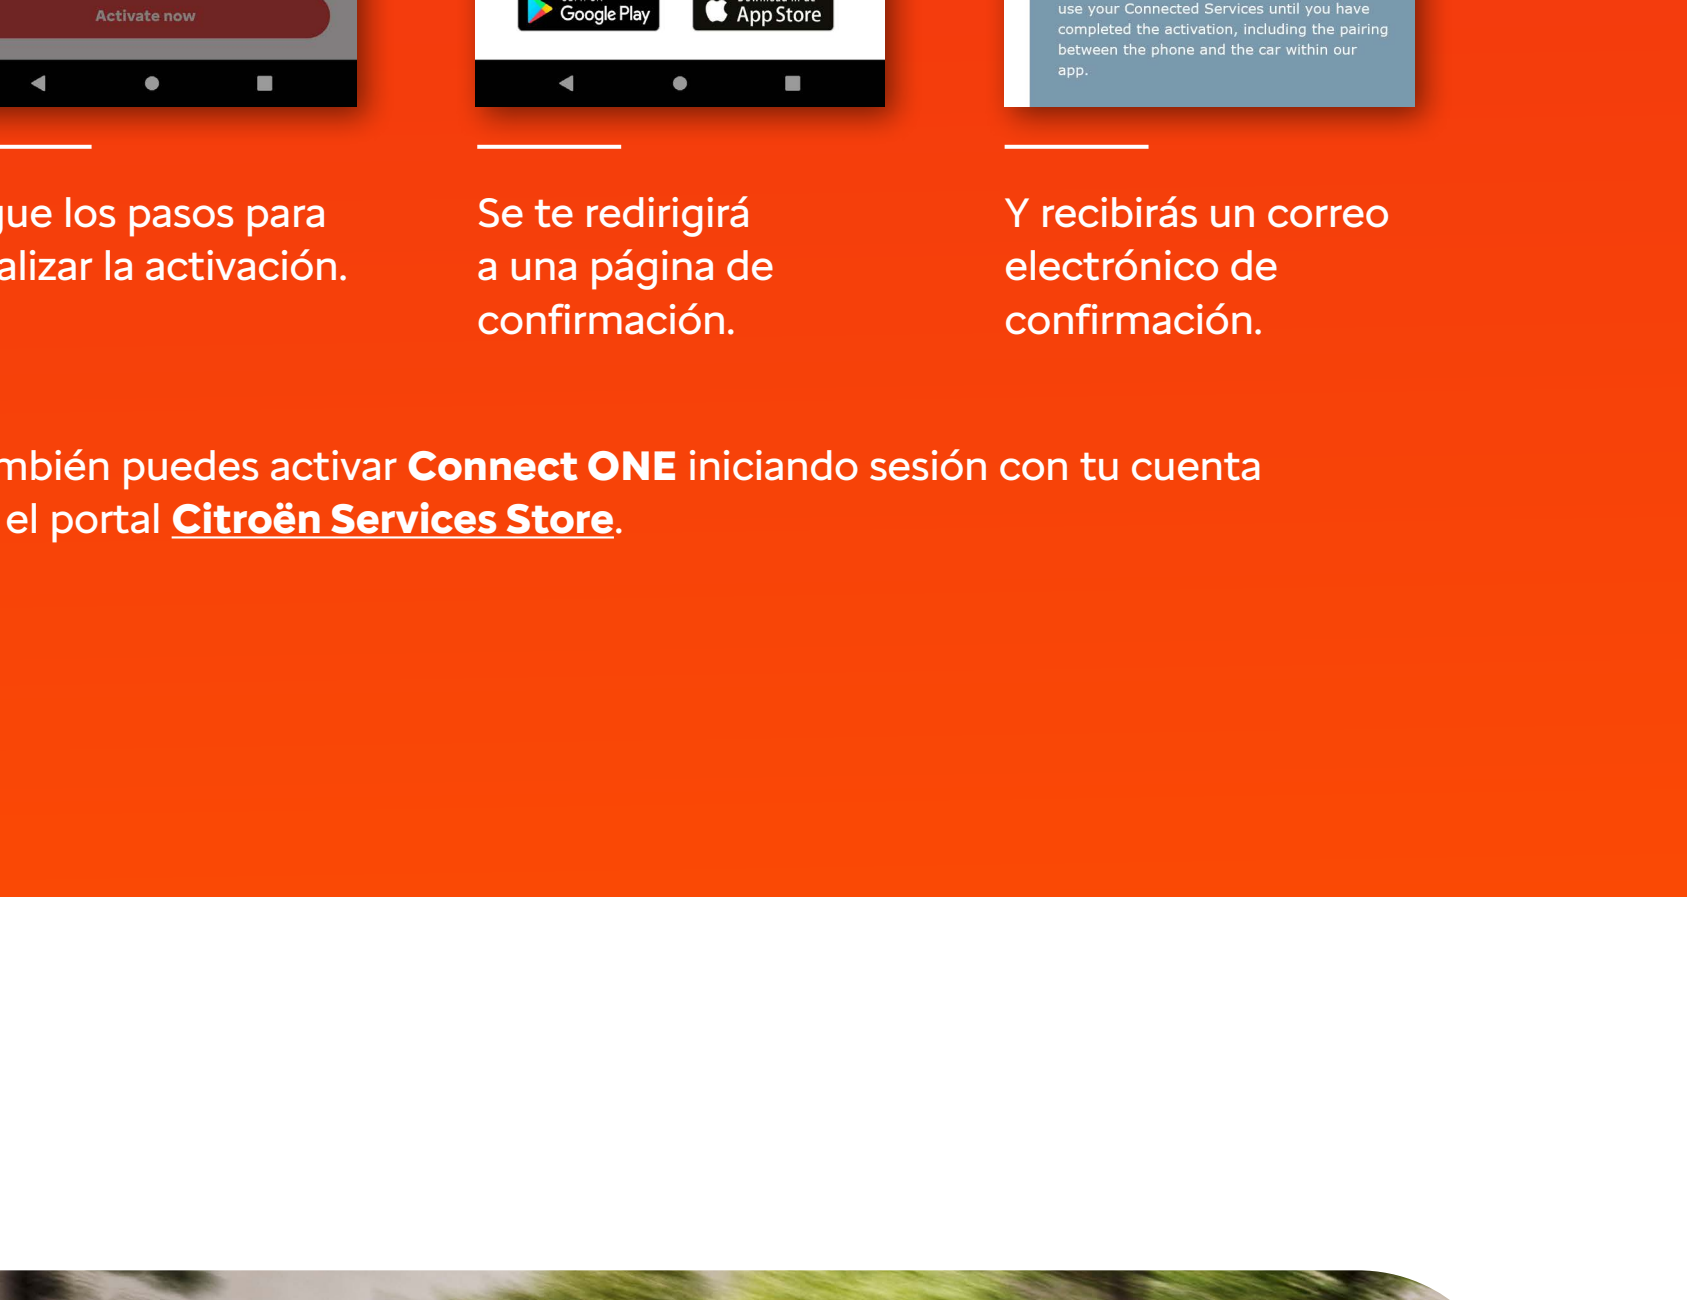 Activate now
Google Play
App Store
use your Connected Services until you have
completed the activation, including the pairing
between the phone and the car within our
app.
los pasos para
la activación.
Se te redirigirá
a una página de
confirmación.
Y recibirás un correo
electrónico de
confirmación.
puedes activar Connect ONE iniciando sesión con tu cuenta
el portal Citroën Services Store.